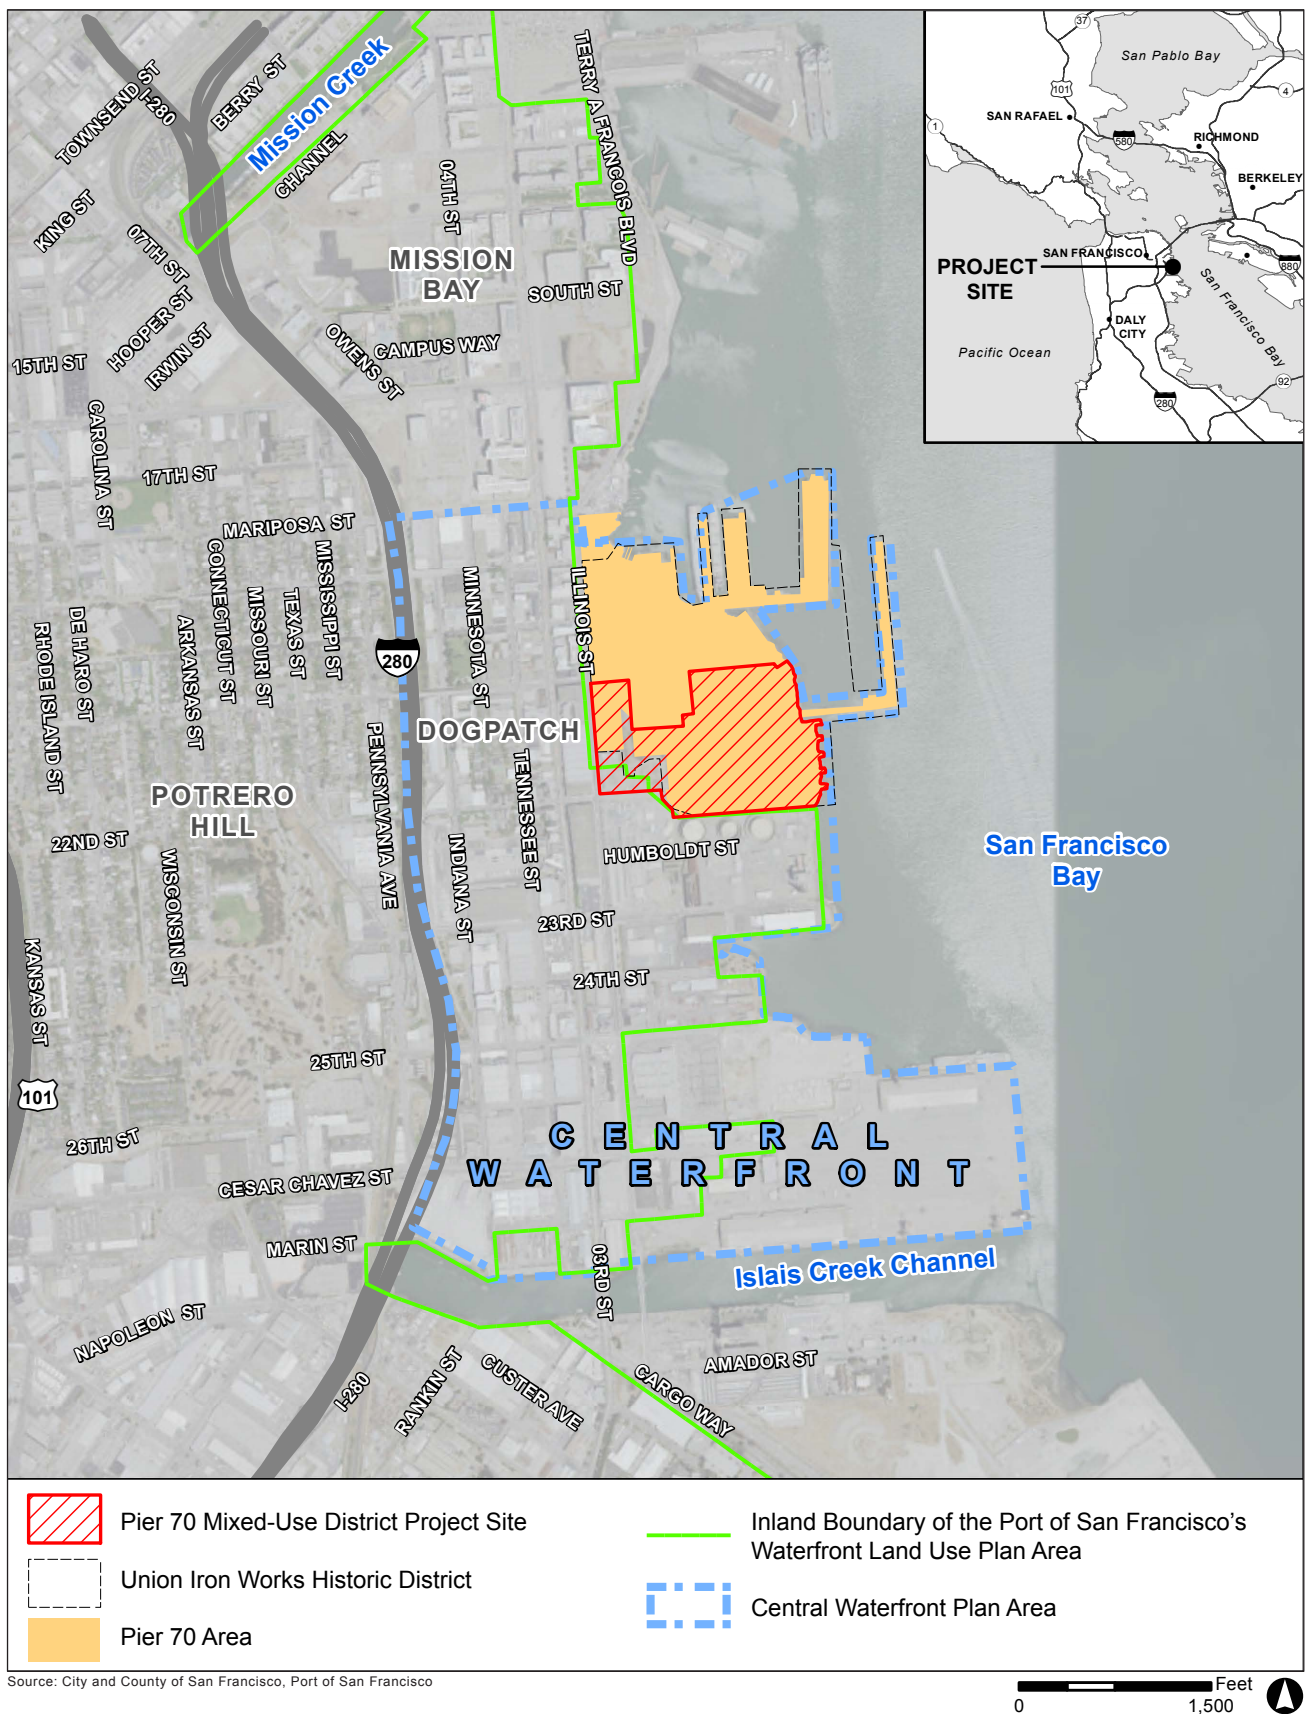 TOWNSEND ST
I-280
BERRY ST
Mission Creek
CHANNEL
KING ST
07TH ST
HOOPER ST
IRWIN ST
15TH ST
04TH ST
TERRY A FRANCOIS BLVD
MISSION
BAY
SOUTH ST
OWENS ST
CAMPUS WAY
CAROLINA ST
17TH ST
MARIPOSA ST
CONNECTICUT ST
MISSISSIPPI ST
MISSOURI ST
TEXAS ST
ARKANSAS ST
DE HARO ST
RHODE ISLAND ST
MINNESOTA ST
ILLINOIS ST
280
DOGPATCH
PENNSYLVANIA AVE
TENNESSEE ST
POTRERO
HILL
22ND ST
WISCONSIN ST
INDIANA ST
HUMBOLDT ST
23RD ST
24TH ST
KANSAS ST
25TH ST
101
26TH ST
CESAR CHAVEZ ST
MARIN ST
NAPOLEON ST
CENTRAL
WATERFRONT
San Francisco
Bay
Islais Creek Channel
03RD ST
I-280
RANKIN ST
CUSTER AVE
CARGO WAY
AMADOR ST
37
San Pablo Bay
101
4
SAN RAFAEL
1
580
RICHMOND
BERKELEY
SAN FRANCISCO
PROJECT
SITE
880
San Francisco Bay
DALY
CITY
Pacific Ocean
92
280
Pier 70 Mixed-Use District Project Site
Union Iron Works Historic District
Pier 70 Area
Inland Boundary of the Port of San Francisco's
Waterfront Land Use Plan Area
Central Waterfront Plan Area
Source: City and County of San Francisco, Port of San Francisco
Feet
0
1,500